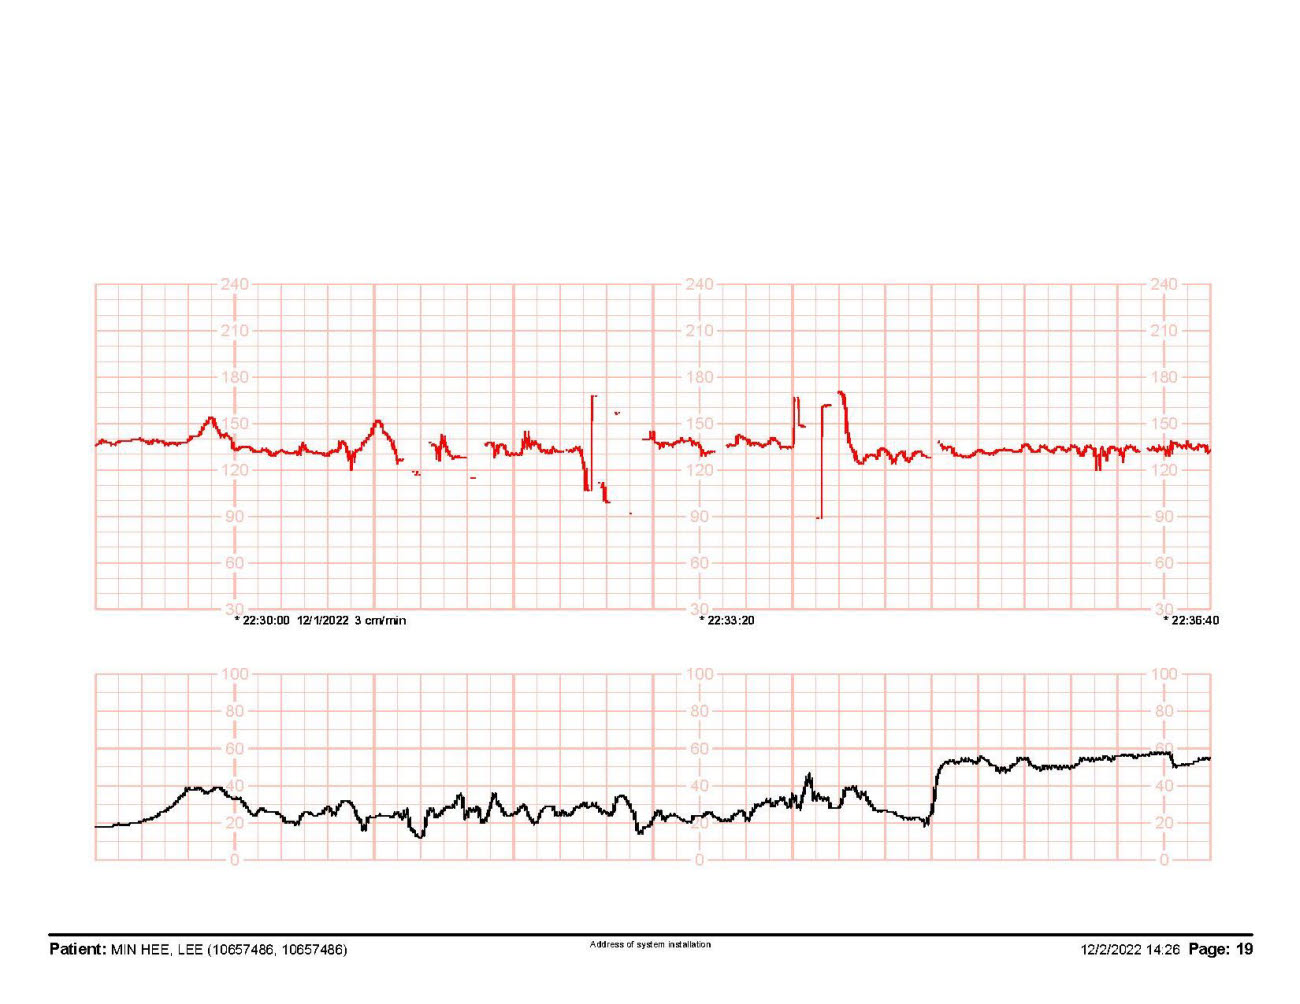 240 240 240
210 210 210
180 180 180
150 150 150
120 120 120
90 90 90
60 60 60
30 30 30
* 22:30:00 12/1/2022 3 cm/min * 22:33:20 * 22:36:40
100 100 100
80 80 80
60 60 60
40 40 40
20 20 20
0 0 0
Patient: MIN HEE, LEE (10657486, 10657486) Address of system installation 12/2/2022 14:26 Page: 19